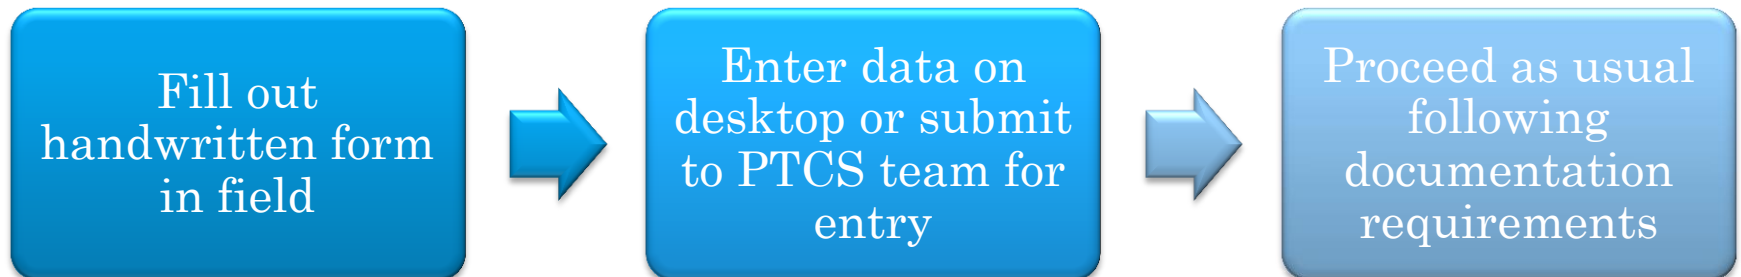 Fill out
handwritten form
in field
Enter data on
desktop or submit
to PTCS team for
entry
Proceed as usual
following
documentation
requirements